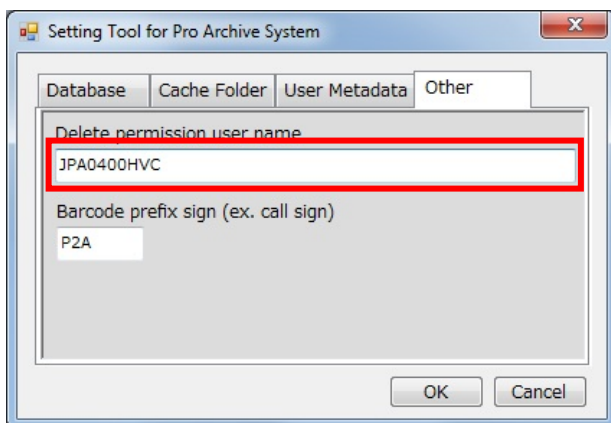 Setting Tool for Pro Archive System
Database Cache Folder User Metadata Other
Delete permission user name
JPA0400HVC
Barcode prefix sign (ex. call sign)
P2A
OK Cancel